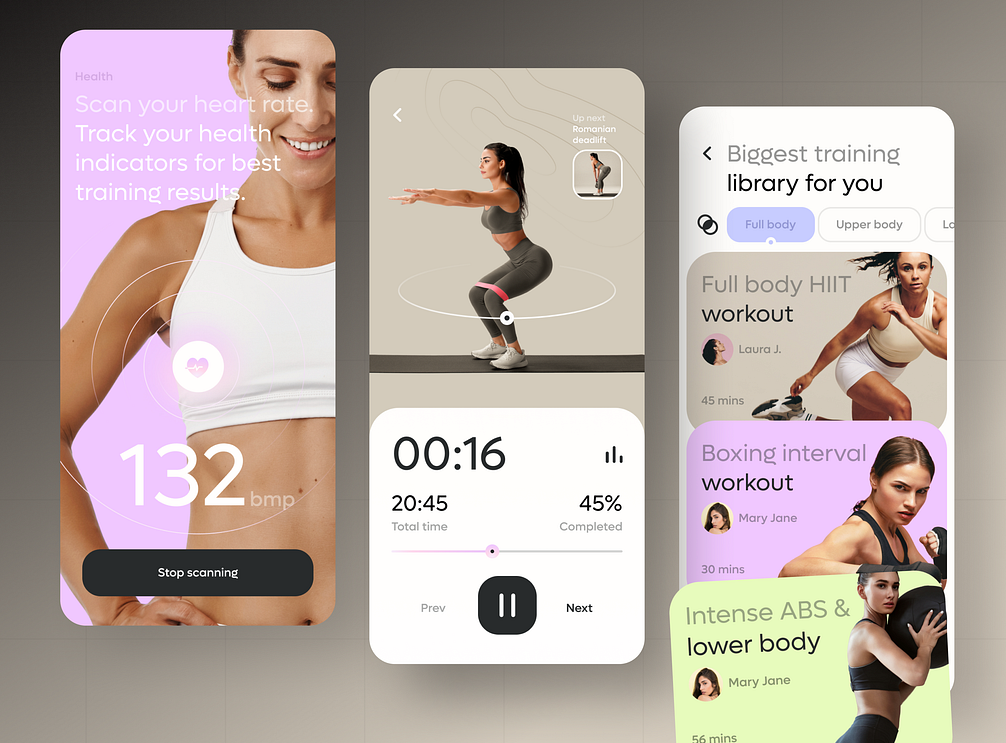 Health
Scan your heart rate.
Track your health
indicators for best
training results.
132 bmp
Stop scanning
Up next
Romanian
deadlift
00:16
20:45
45%
Total time
Completed
Prev
Next
Biggest training
library for you
Full body
Upper body
Lo
Full body HIIT
workout
Laura J.
45 mins
Boxing interval
workout
Mary Jane
30 mins
Intense ABS &
lower body
Mary Jane
56 mins